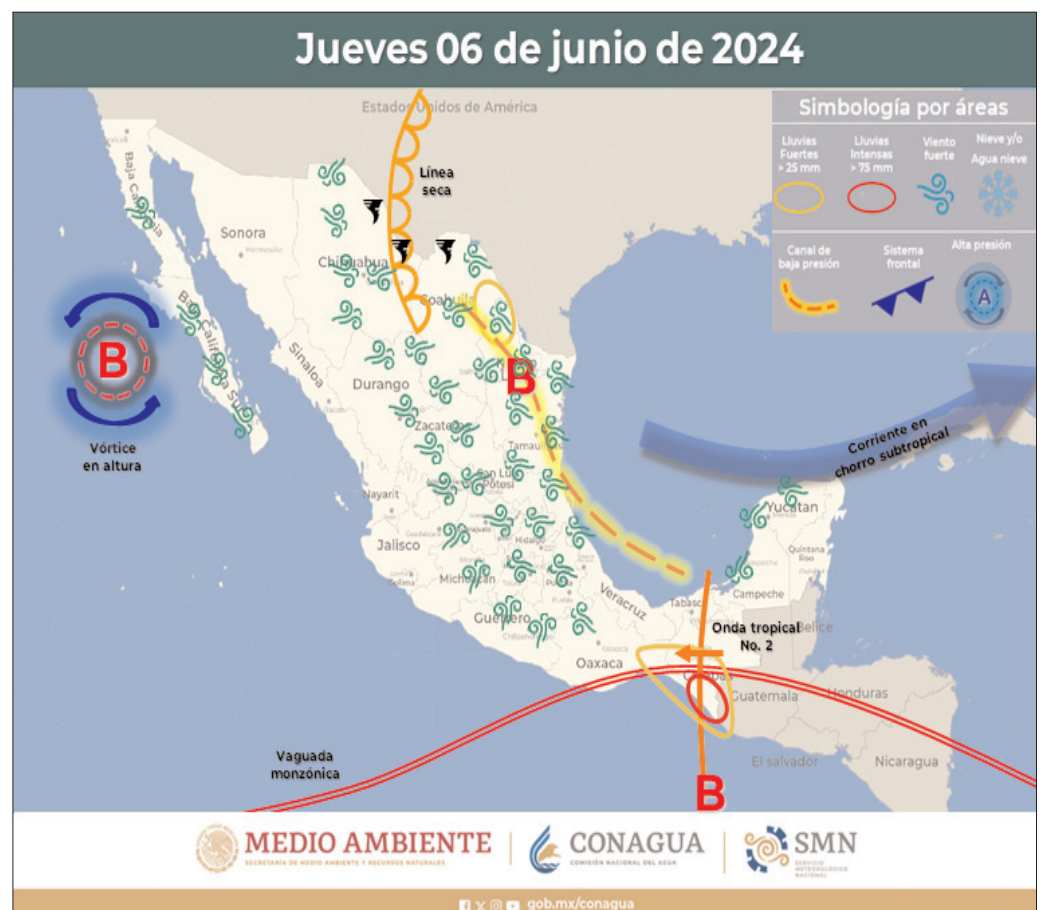 Jueves 06 de junio de 2024
Estados Unidos de América
Simbología por áreas
Lluvias
Fuertes
> 25 mm
Lluvias
Intensas
> 75 mm
Viento
fuerte
Nieve y/o
Agua nieve
Canal de
baja presión
Sistema
frontal
Alta presión
A
Línea
seca
Baja California
Sonora
Hermosillo
Chihuahua
Coahuila
Baja California Sur
Sinaloa
Durango
B
Vórtice
en altura
B
Zacatecas
Tamaulipas
San Luis
Potosí
Nayarit
Jalisco
Colima
Hidalgo
Michoacán
Puebla
Guerrero
Veracruz
Oaxaca
Tabasco
Corriente en
chorro subtropical
Yucatán
Quintana
Roo
Campeche
Onda tropical
No. 2
Belice
Chiapas
Guatemala
Honduras
El salvador
Nicaragua
Vaguada
monzónica
B
MEDIO AMBIENTE
SECRETARÍA DE MEDIO AMBIENTE Y RECURSOS NATURALES
CONAGUA
COMISIÓN NACIONAL DEL AGUA
SMN
SERVICIO
METEOROLÓGICO
NACIONAL
gob.mx/conagua